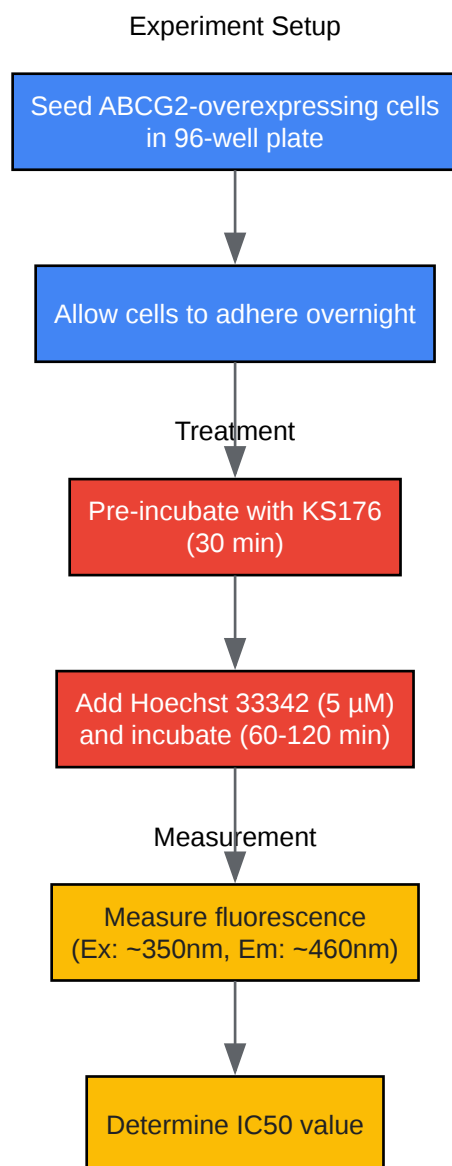 Experiment Setup
Seed ABCG2-overexpressing cells
in 96-well plate
Allow cells to adhere overnight
Treatment
Pre-incubate with KS176
(30 min)
Add Hoechst 33342 (5 µM)
and incubate (60-120 min)
Measurement
Measure fluorescence
(Ex: ~350nm, Em: ~460nm)
Determine IC50 value